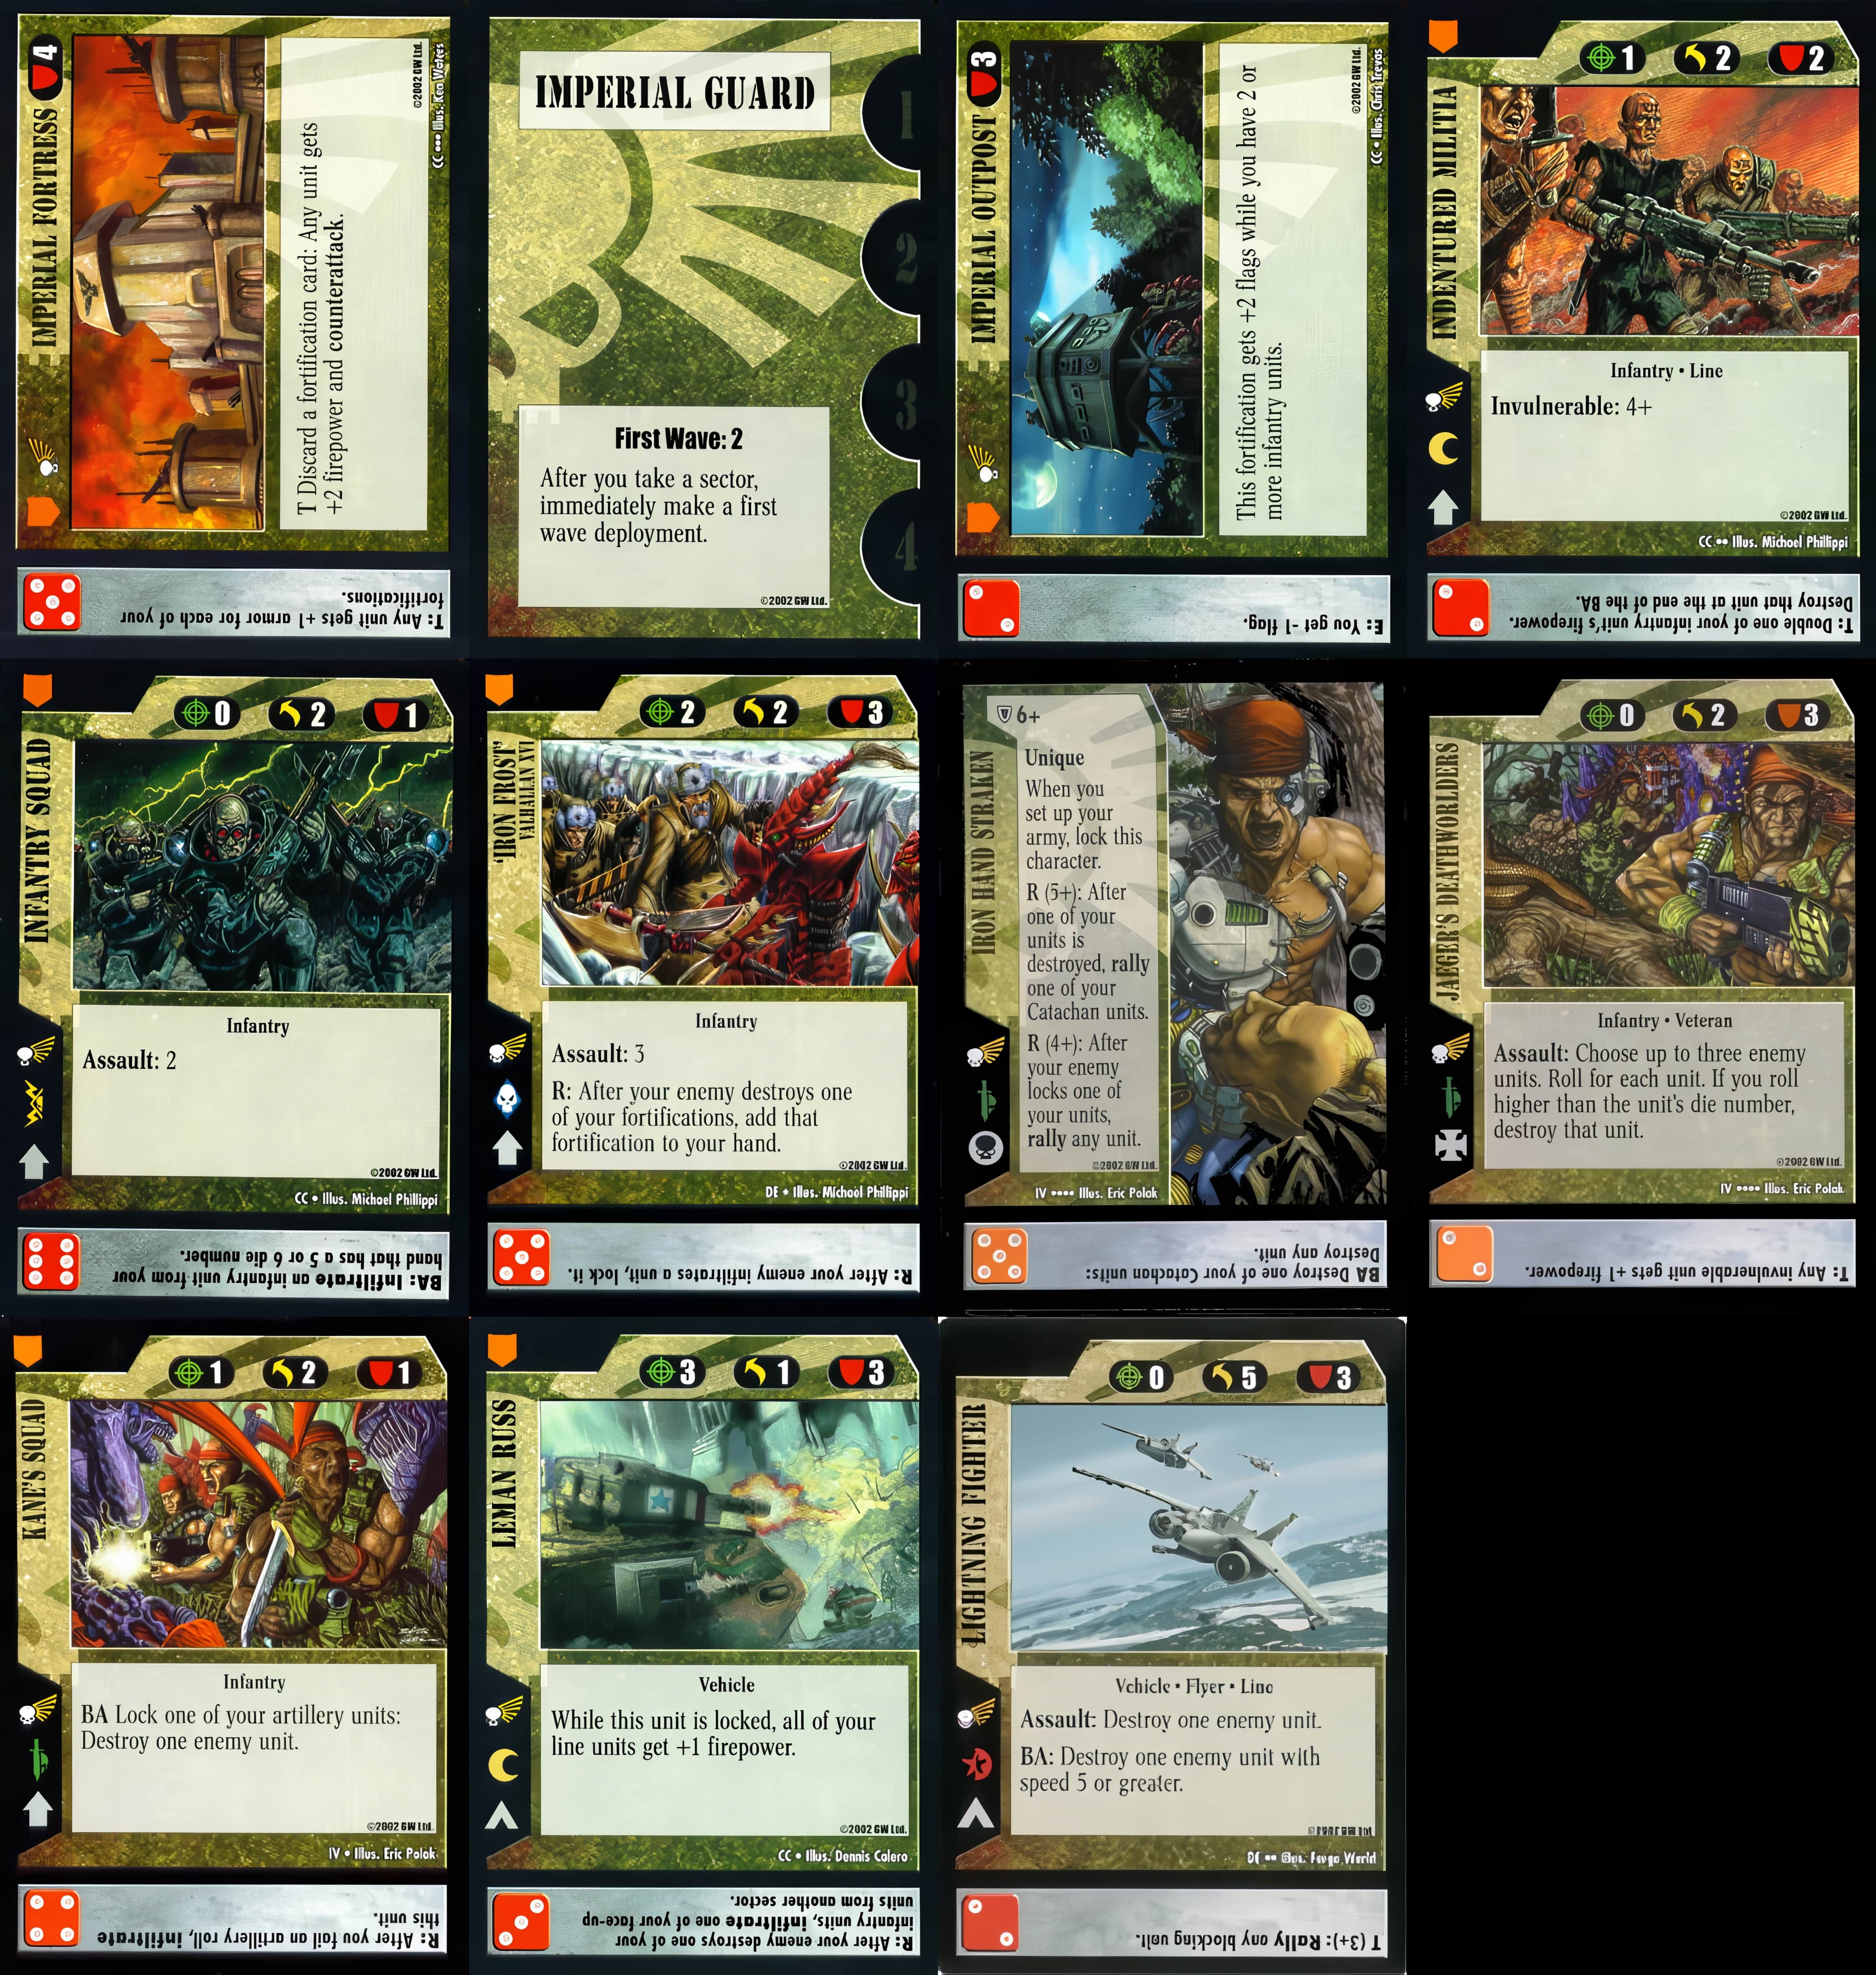 IMPERIAL FORTRESS
4
T Discard a fortification card: Any unit gets
+2 firepower and counterattack.
©2002 GW Ltd.
CC ••• Illus. Ken Waters
T: Any unit gets +1 armor for each of your
fortifications.
IMPERIAL GUARD
1
2
3
4
First Wave: 2
After you take a sector,
immediately make a first
wave deployment.
©2002 GW Ltd.
IMPERIAL OUTPOST
3
This fortification gets +2 flags while you have 2 or
more infantry units.
©2002 GW Ltd.
CC • Illus. Chris Trevas
E: You get -1 flag.
INDENTURED MILITIA
1 2 2
Infantry • Line
Invulnerable: 4+
©2002 GW Ltd.
CC •• Illus. Michael Phillippi
T: Double one of your infantry unit's firepower.
Destroy that unit at the end of the BA.
INFANTRY SQUAD
0 2 1
Infantry
Assault: 2
©2002 GW Ltd.
CC • Illus. Michael Phillippi
BA: Infiltrate an infantry unit from your
hand that has a 5 or 6 die number.
'IRON FROST'
VALHALLAN XVI
2 2 3
Infantry
Assault: 3
R: After your enemy destroys one
of your fortifications, add that
fortification to your hand.
©2002 GW Ltd.
DE • Illus. Michael Phillippi
R: After your enemy infiltrates a unit, lock it.
IRON HAND STRAKEN
6+
Unique
When you
set up your
army, lock this
character.
R (5+): After
one of your
units is
destroyed, rally
one of your
Catachan units.
R (4+): After
your enemy
locks one of
your units,
rally any unit.
©2002 GW Ltd.
IV •••• Illus. Eric Polak
BA Destroy one of your Catachan units:
Destroy any unit.
JAEGER'S DEATHWORLDERS
0 2 3
Infantry • Veteran
Assault: Choose up to three enemy
units. Roll for each unit. If you roll
higher than the unit's die number,
destroy that unit.
©2002 GW Ltd.
IV •••• Illus. Eric Polak
T: Any invulnerable unit gets +1 firepower.
KANE'S SQUAD
1 2 1
Infantry
BA Lock one of your artillery units:
Destroy one enemy unit.
©2002 GW Ltd.
IV • Illus. Eric Polak
R: After you fail an artillery roll, infiltrate
this unit.
LEMAN RUSS
3 1 3
Vehicle
While this unit is locked, all of your
line units get +1 firepower.
©2002 GW Ltd.
CC • Illus. Dennis Calero
R: After your enemy destroys one of your
infantry units, infiltrate one of your face-up
units from another sector.
LIGHTNING FIGHTER
0 5 3
Vehicle • Flyer • Line
Assault: Destroy one enemy unit.
BA: Destroy one enemy unit with
speed 5 or greater.
DE •• Illus. Forge World
T (3+): Rally any blocking unit.